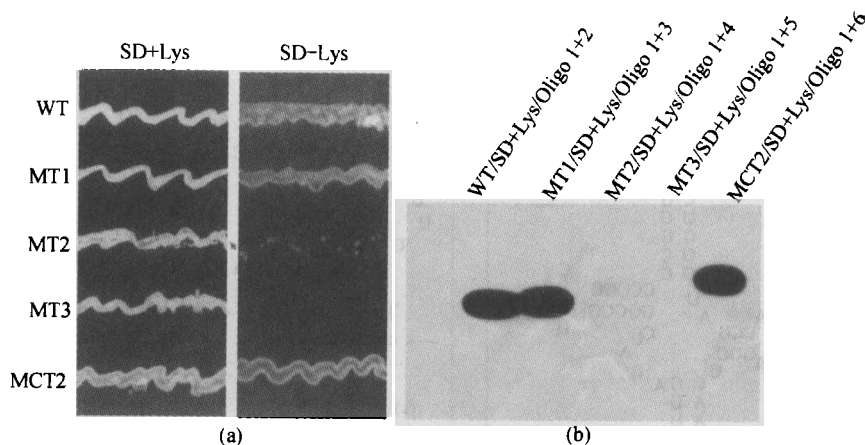 SD+Lys SD−Lys
WT
MT1
MT2
MT3
MCT2
(a)
WT/SD+Lys/Oligo 1+2
MT1/SD+Lys/Oligo 1+3
MT2/SD+Lys/Oligo 1+4
MT3/SD+Lys/Oligo 1+5
MCT2/SD+Lys/Oligo 1+6
(b)